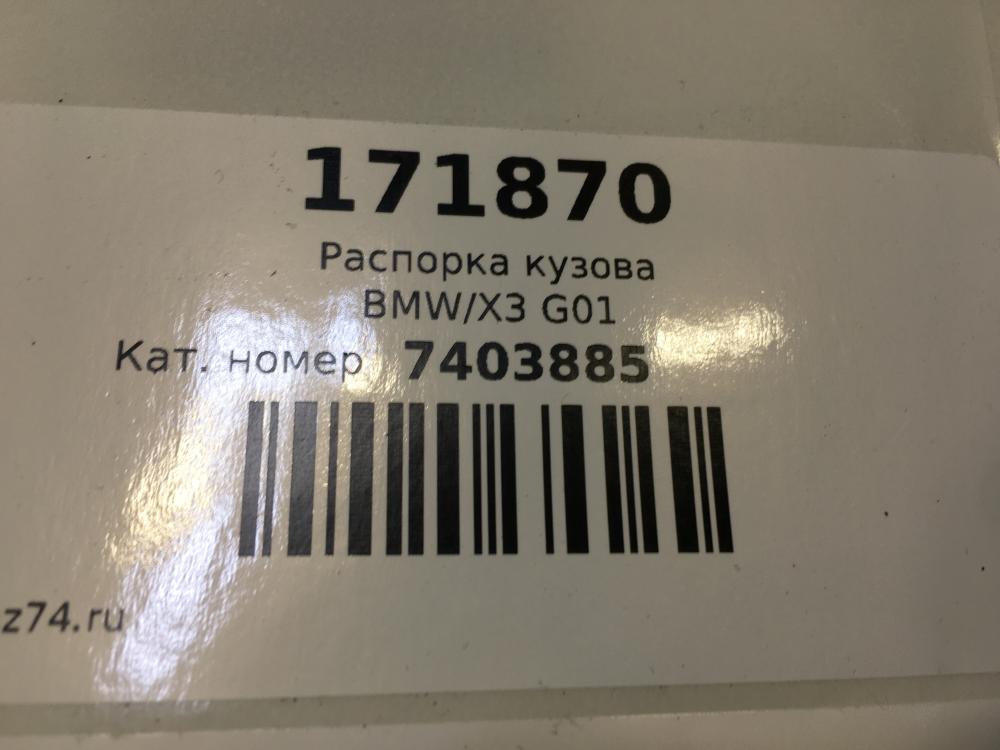 171870
Распорка кузова
BMW/X3 G01
Кат. номер 7403885
z74.ru